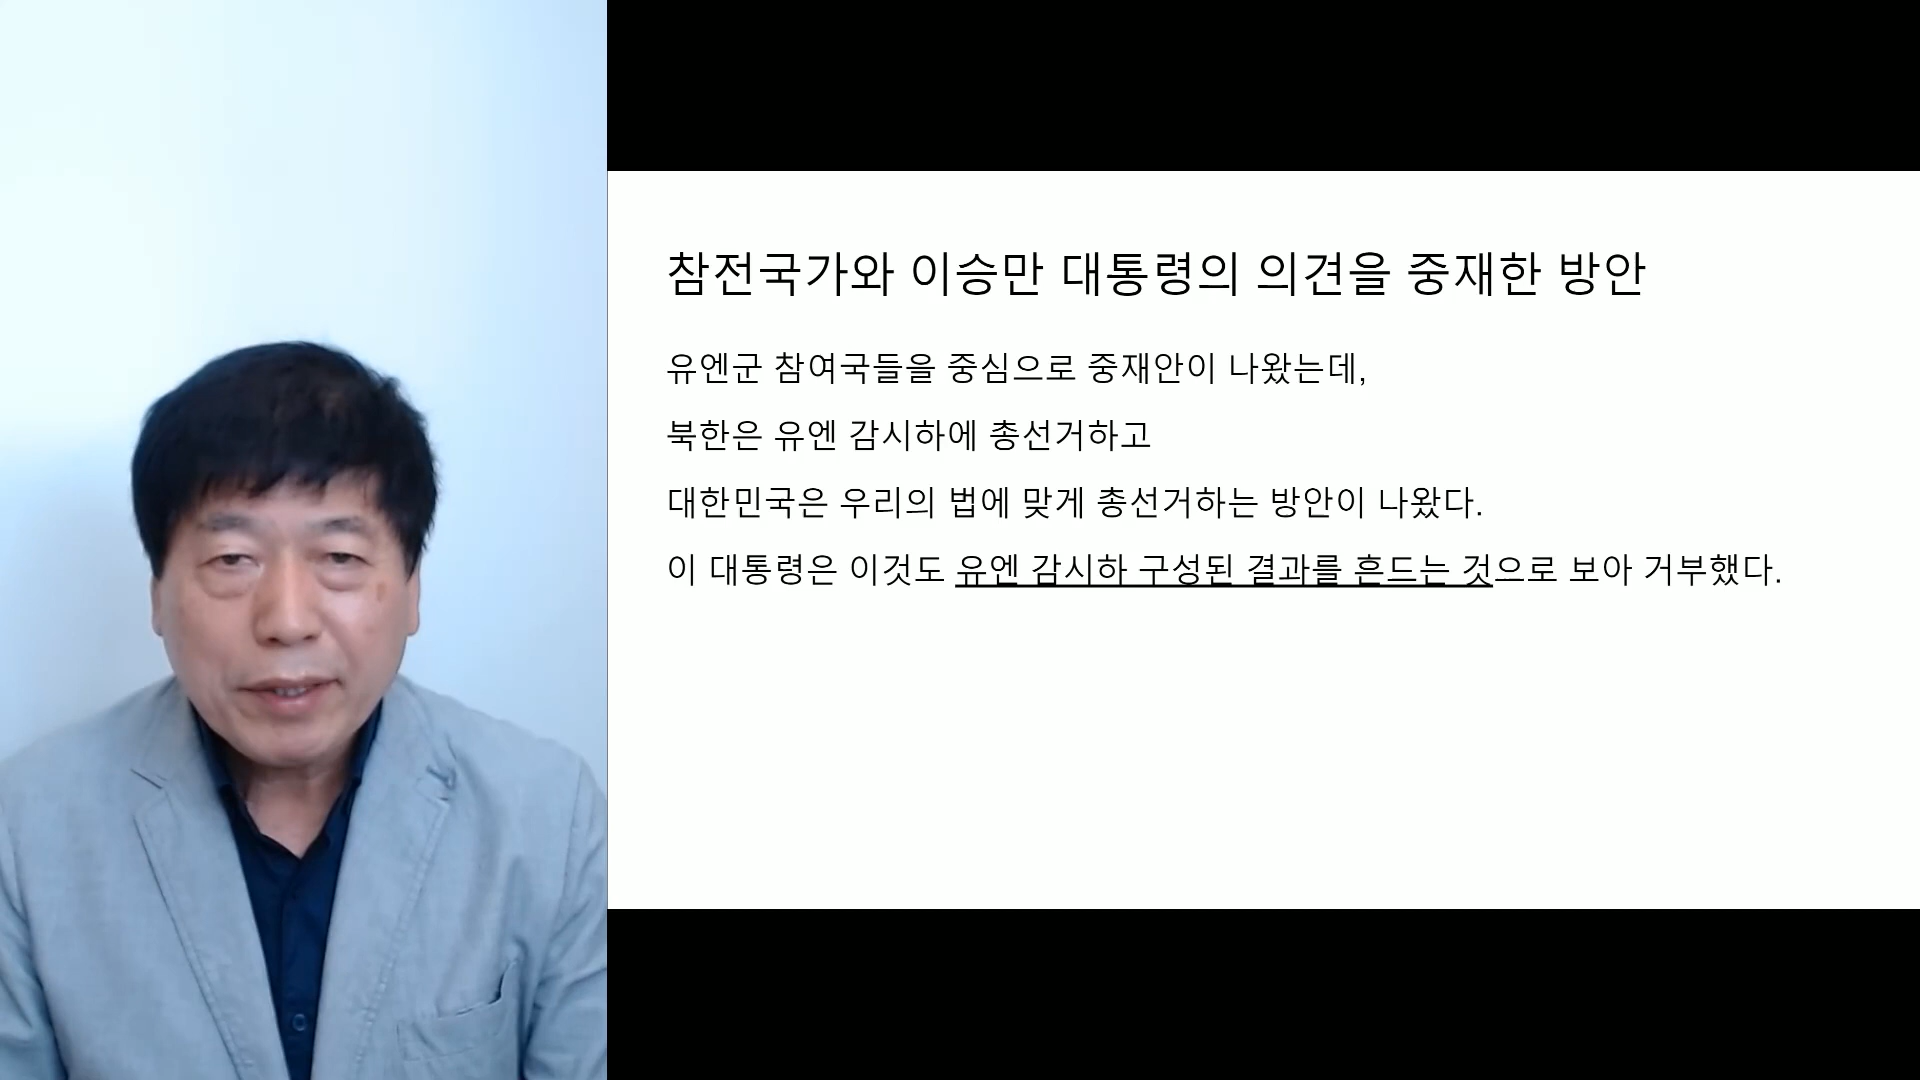 참전국가와 이승만 대통령의 의견을 중재한 방안
유엔군 참여국들을 중심으로 중재안이 나왔는데,
북한은 유엔 감시하에 총선거하고
대한민국은 우리의 법에 맞게 총선거하는 방안이 나왔다.
이 대통령은 이것도 유엔 감시하 구성된 결과를 흔드는 것으로 보아 거부했다.